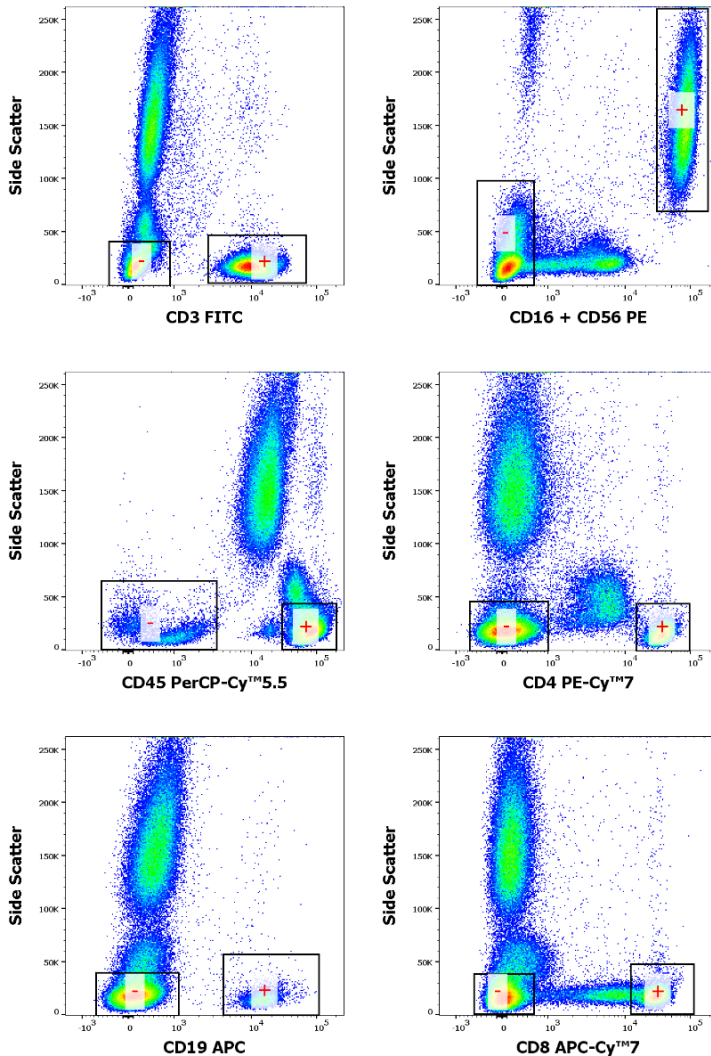 250K
200K
150K
100K
50K
0
-10³ 0 10³ 10⁴ 10⁵
Side Scatter
CD3 FITC
+
-
250K
200K
150K
100K
50K
0
-10³ 0 10³ 10⁴ 10⁵
Side Scatter
CD16 + CD56 PE
+
-
250K
200K
150K
100K
50K
0
-10³ 0 10³ 10⁴ 10⁵
Side Scatter
CD45 PerCP-Cy™5.5
+
-
250K
200K
150K
100K
50K
0
-10³ 0 10³ 10⁴ 10⁵
Side Scatter
CD4 PE-Cy™7
+
-
250K
200K
150K
100K
50K
0
-10³ 0 10³ 10⁴ 10⁵
Side Scatter
CD19 APC
+
-
250K
200K
150K
100K
50K
0
-10³ 0 10³ 10⁴ 10⁵
Side Scatter
CD8 APC-Cy™7
+
-